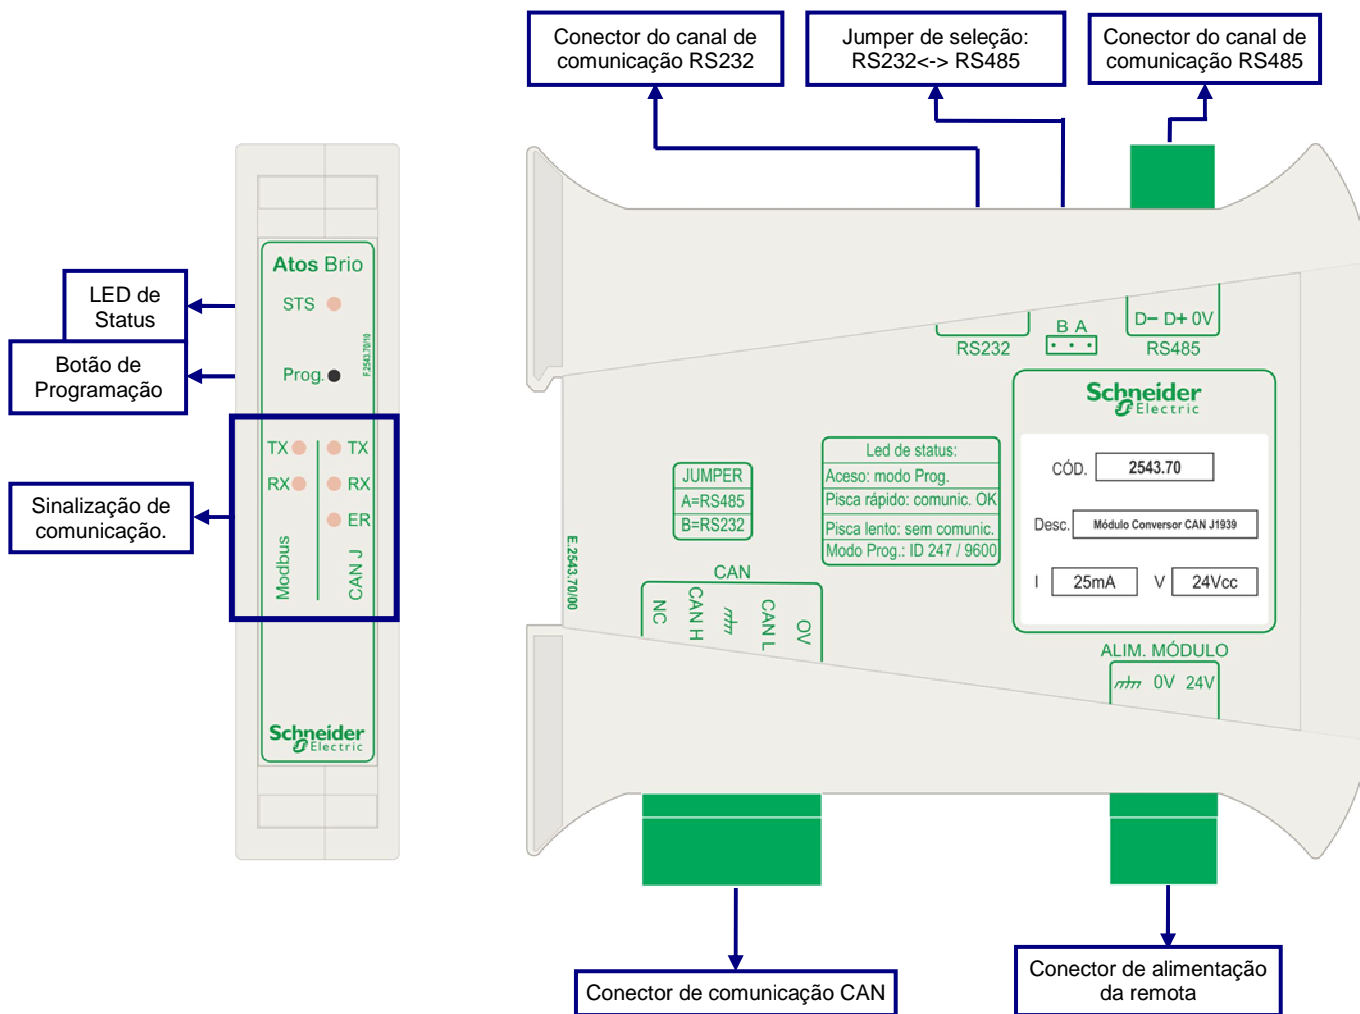 Conector do canal de
comunicação RS232
Jumper de seleção:
RS232<-> RS485
Conector do canal de
comunicação RS485
LED de
Status
Botão de
Programação
Sinalização de
comunicação.
Atos Brio
STS
Prog.
F.2543.70/10
TX TX
RX RX
ER
Modbus
CAN J
Schneider
Electric
RS232
B A
D- D+ 0V
RS485
JUMPER
A=RS485
B=RS232
Led de status:
Aceso: modo Prog.
Pisca rápido: comunic. OK
Pisca lento: sem comunic.
Modo Prog.: ID 247 / 9600
Schneider
Electric
CÓD. 2543.70
Desc. Módulo Conversor CAN J1939
I 25mA V 24Vcc
E.2543.70/00
CAN
NC
CAN H
CAN L
OV
ALIM. MÓDULO
0V 24V
Conector de comunicação CAN
Conector de alimentação
da remota